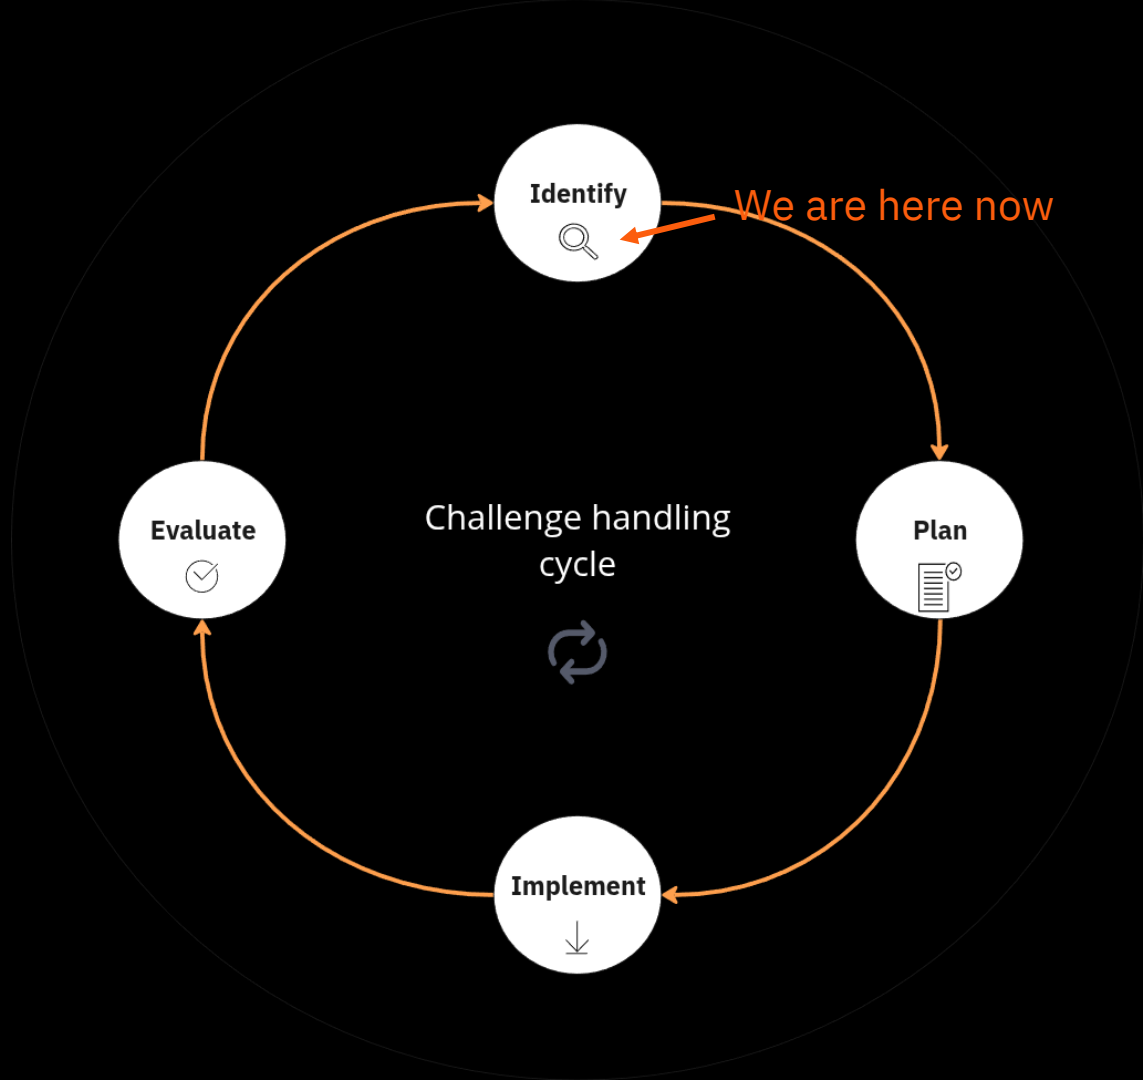 Identify
We are here now
Evaluate
Challenge handling
cycle
Plan
Implement